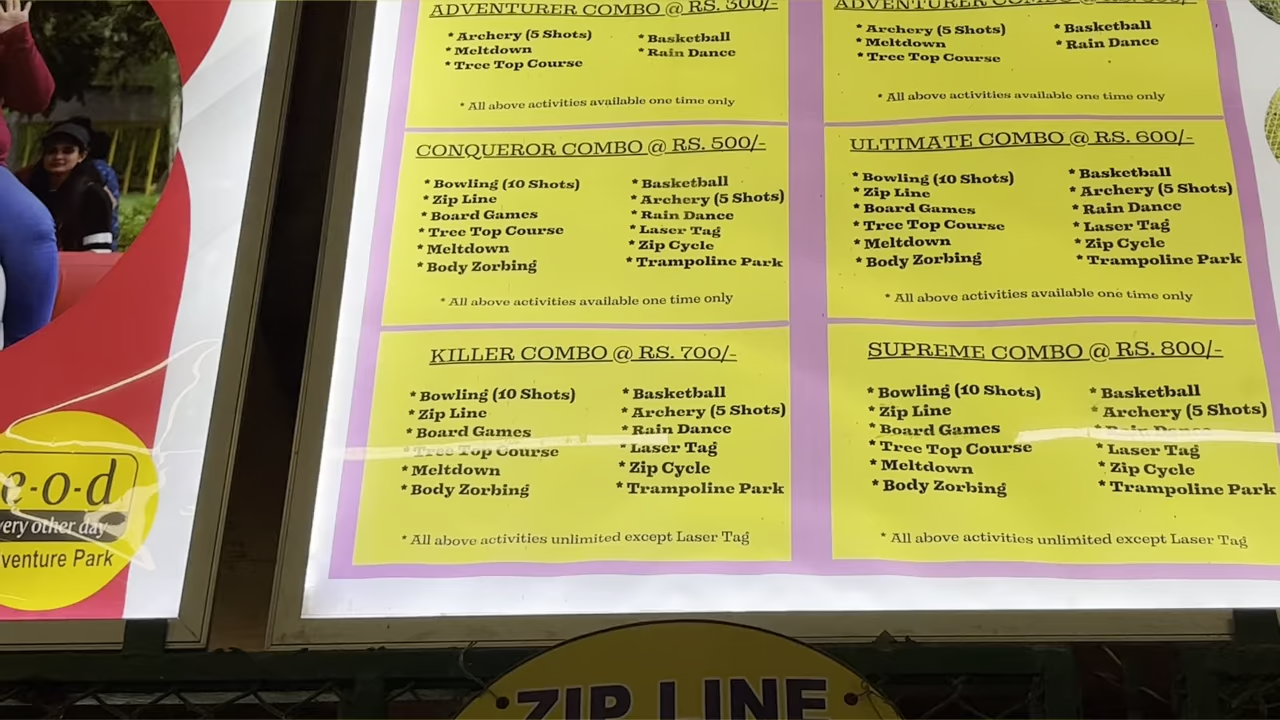 ADVENTURER COMBO @ RS. 300/-
* Archery (5 Shots)
* Meltdown
* Tree Top Course
* Basketball
* Rain Dance
* All above activities available one time only
ADVENTURER COMBO @ RS.
* Archery (5 Shots)
* Meltdown
* Tree Top Course
* Basketball
* Rain Dance
* All above activities available one time only
CONQUEROR COMBO @ RS. 500/-
* Bowling (10 Shots)
* Zip Line
* Board Games
* Tree Top Course
* Meltdown
* Body Zorbing
* Basketball
* Archery (5 Shots)
* Rain Dance
* Laser Tag
* Zip Cycle
* Trampoline Park
* All above activities available one time only
ULTIMATE COMBO @ RS. 600/-
* Bowling (10 Shots)
* Zip Line
* Board Games
* Tree Top Course
* Meltdown
* Body Zorbing
* Basketball
* Archery (5 Shots)
* Rain Dance
* Laser Tag
* Zip Cycle
* Trampoline Park
* All above activities available one time only
KILLER COMBO @ RS. 700/-
* Bowling (10 Shots)
* Zip Line
* Board Games
* Tree Top Course
* Meltdown
* Body Zorbing
* Basketball
* Archery (5 Shots)
* Rain Dance
* Laser Tag
* Zip Cycle
* Trampoline Park
* All above activities unlimited except Laser Tag
SUPREME COMBO @ RS. 800/-
* Bowling (10 Shots)
* Zip Line
* Board Games
* Tree Top Course
* Meltdown
* Body Zorbing
* Basketball
* Archery (5 Shots)
* Rain Dance
* Laser Tag
* Zip Cycle
* Trampoline Park
* All above activities unlimited except Laser Tag
e-o-d
very other day
venture Park
ZIP LINE